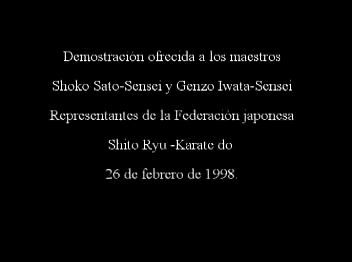 Demostración ofrecida a los maestros
Shoko Sato-Sensei y Genzo Iwata-Sensei
Representantes de la Federación japonesa
Shito Ryu -Karate do
26 de febrero de 1998.